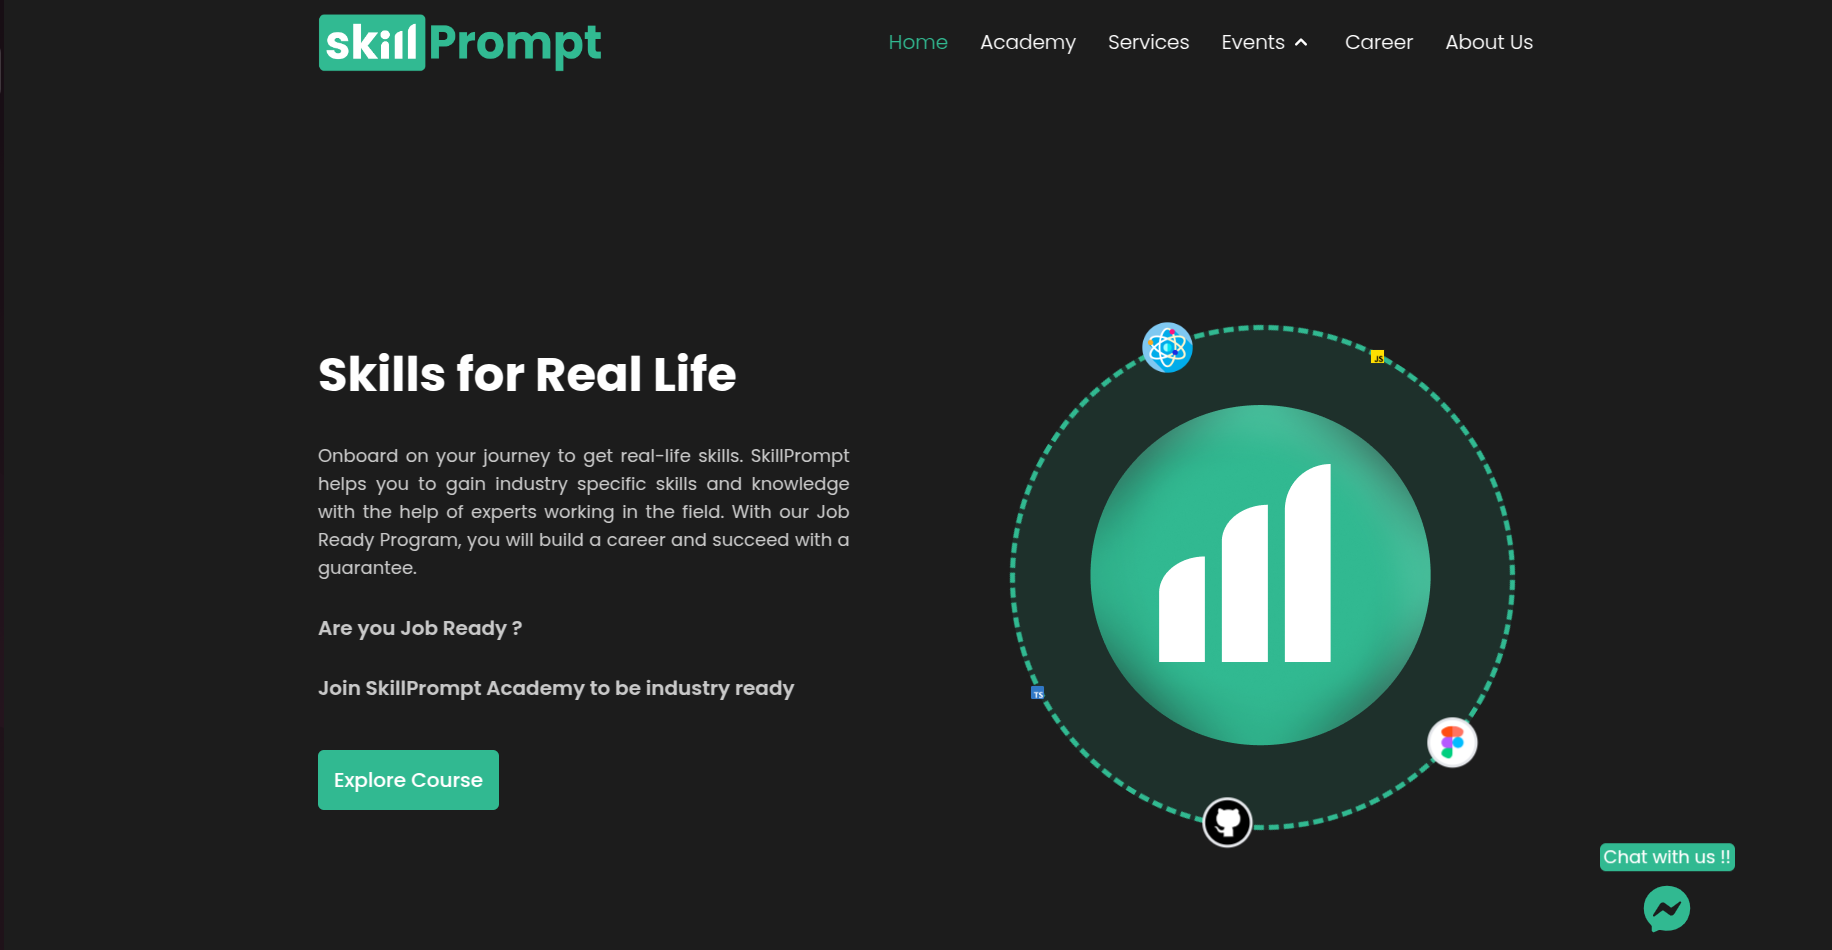 skillPrompt
Home Academy Services Events Career About Us
Skills for Real Life
JS
Onboard on your journey to get real-life skills. SkillPrompt
helps you to gain industry specific skills and knowledge
with the help of experts working in the field. With our Job
Ready Program, you will build a career and succeed with a
guarantee.
Are you Job Ready ?
Join SkillPrompt Academy to be industry ready
TS
Explore Course
Chat with us !!